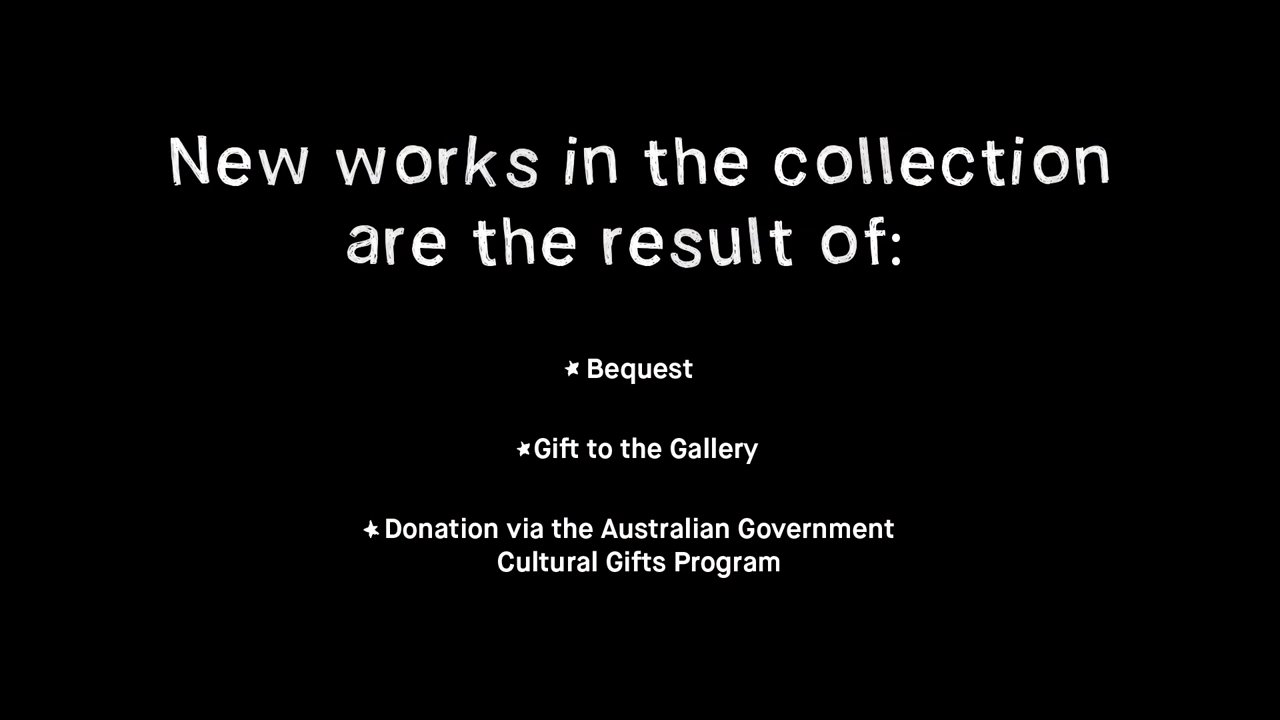 New works in the collection
are the result of:
Bequest
Gift to the Gallery
Donation via the Australian Government
Cultural Gifts Program